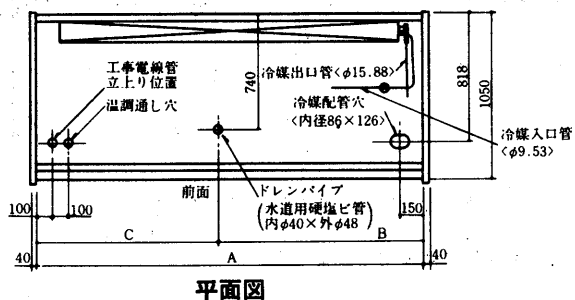 工事電線管
立上り位置
温調通し穴
740
冷媒出口管<φ15.88>
冷媒配管穴
<内径86×126>
818
1050
冷媒入口管
<φ9.53>
前面
ドレンパイプ
(水道用硬塩ビ管
内φ40×外φ48)
100
100
150
C
B
40
A
40
平面図